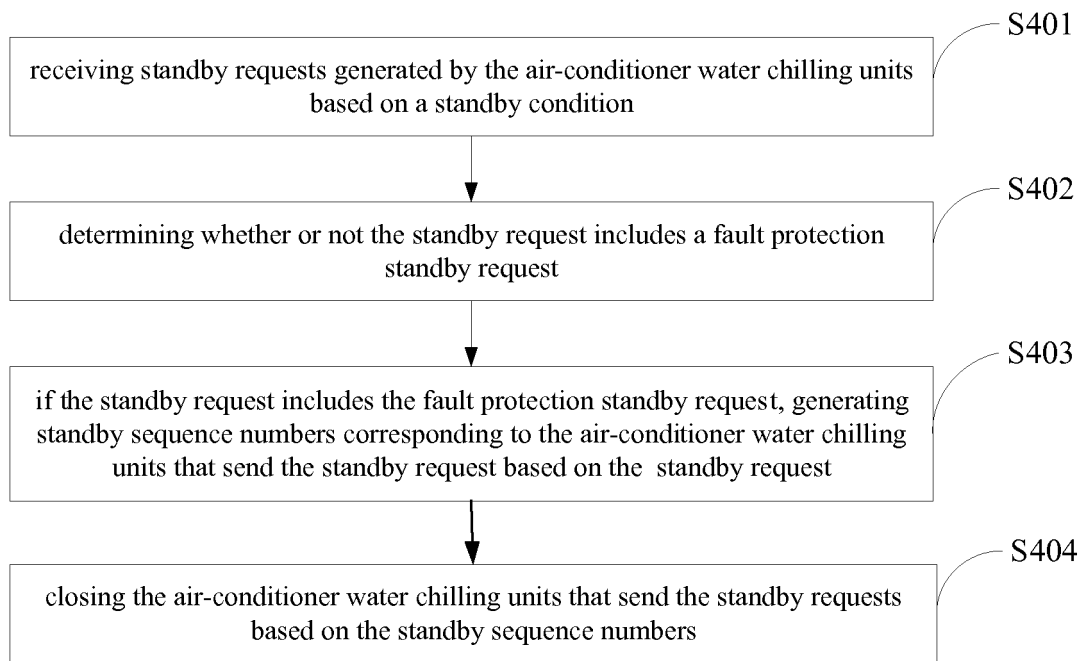 S401
receiving standby requests generated by the air-conditioner water chilling units
based on a standby condition
S402
determining whether or not the standby request includes a fault protection
standby request
S403
if the standby request includes the fault protection standby request, generating
standby sequence numbers corresponding to the air-conditioner water chilling
units that send the standby request based on the standby request
S404
closing the air-conditioner water chilling units that send the standby requests
based on the standby sequence numbers